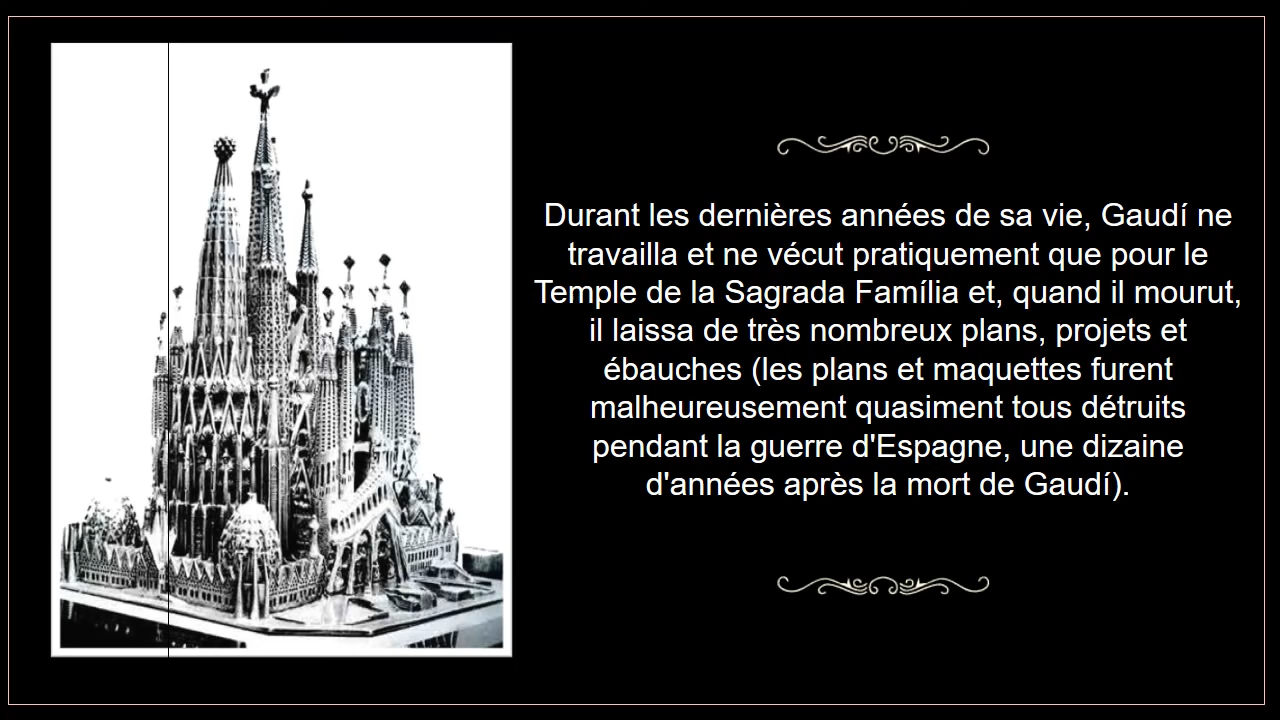 Durant les dernières années de sa vie, Gaudí ne
travailla et ne vécut pratiquement que pour le
Temple de la Sagrada Família et, quand il mourut,
il laissa de très nombreux plans, projets et
ébauches (les plans et maquettes furent
malheureusement quasiment tous détruits
pendant la guerre d'Espagne, une dizaine
d'années après la mort de Gaudí).